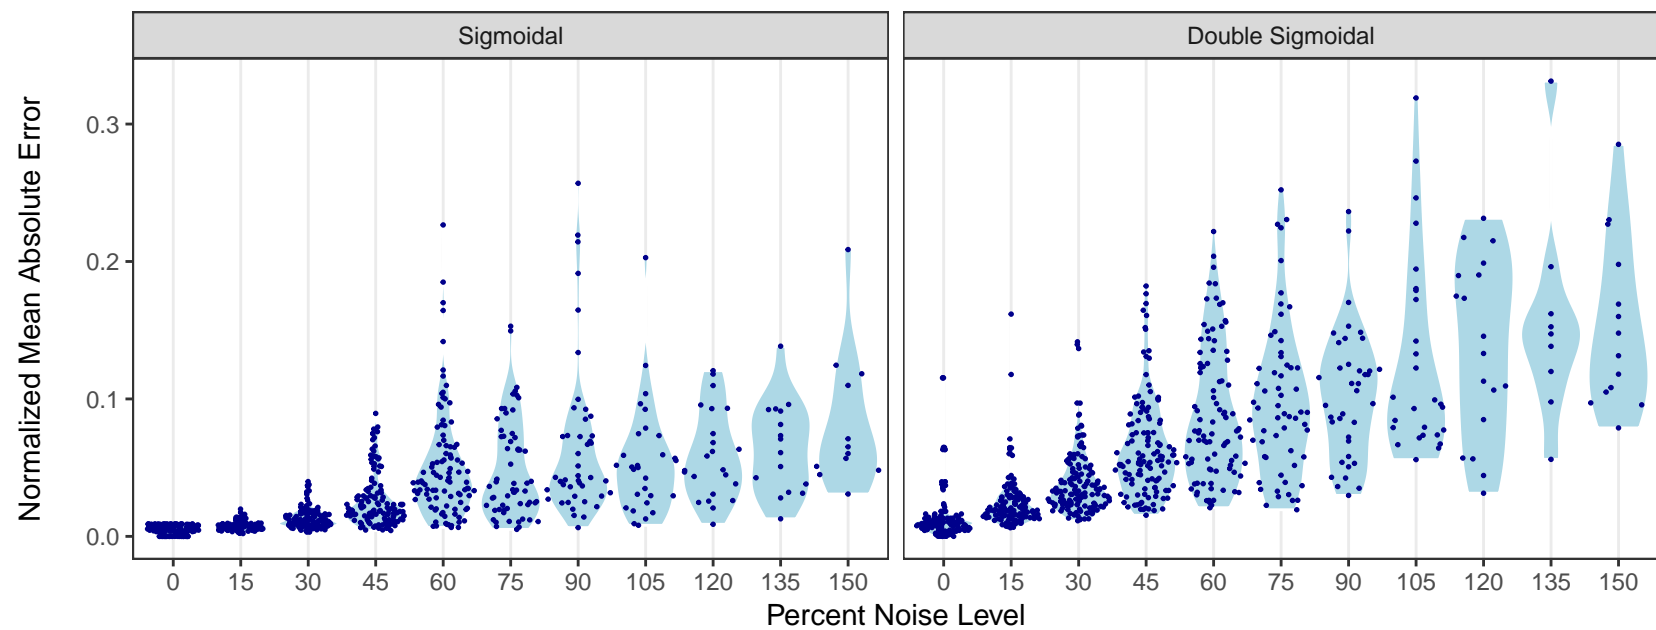 Sigmoidal
Double Sigmoidal
Normalized Mean Absolute Error
0.3
0.2
0.1
0.0
0 15 30 45 60 75 90 105 120 135 150
0 15 30 45 60 75 90 105 120 135 150
Percent Noise Level